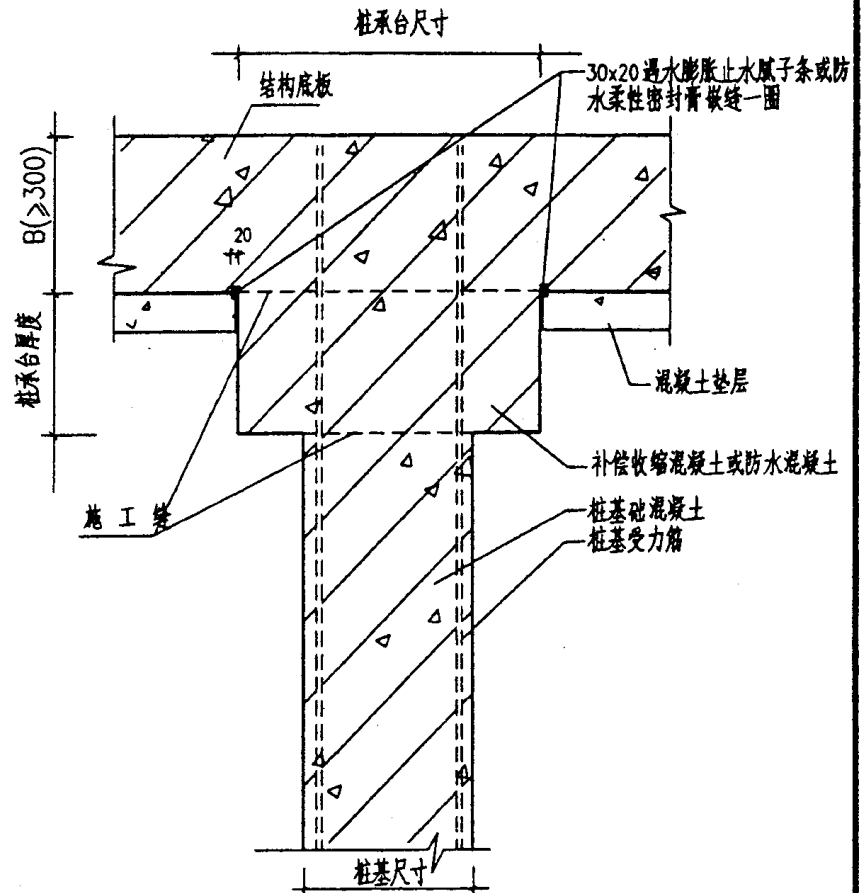 桩承台尺寸
30x20遇水膨胀止水腻子条或防
水柔性密封膏嵌缝一圈
结构底板
B(≥300)
20
桩承台厚度
混凝土垫层
补偿收缩混凝土或防水混凝土
施工缝
桩基础混凝土
桩基受力筋
桩基尺寸